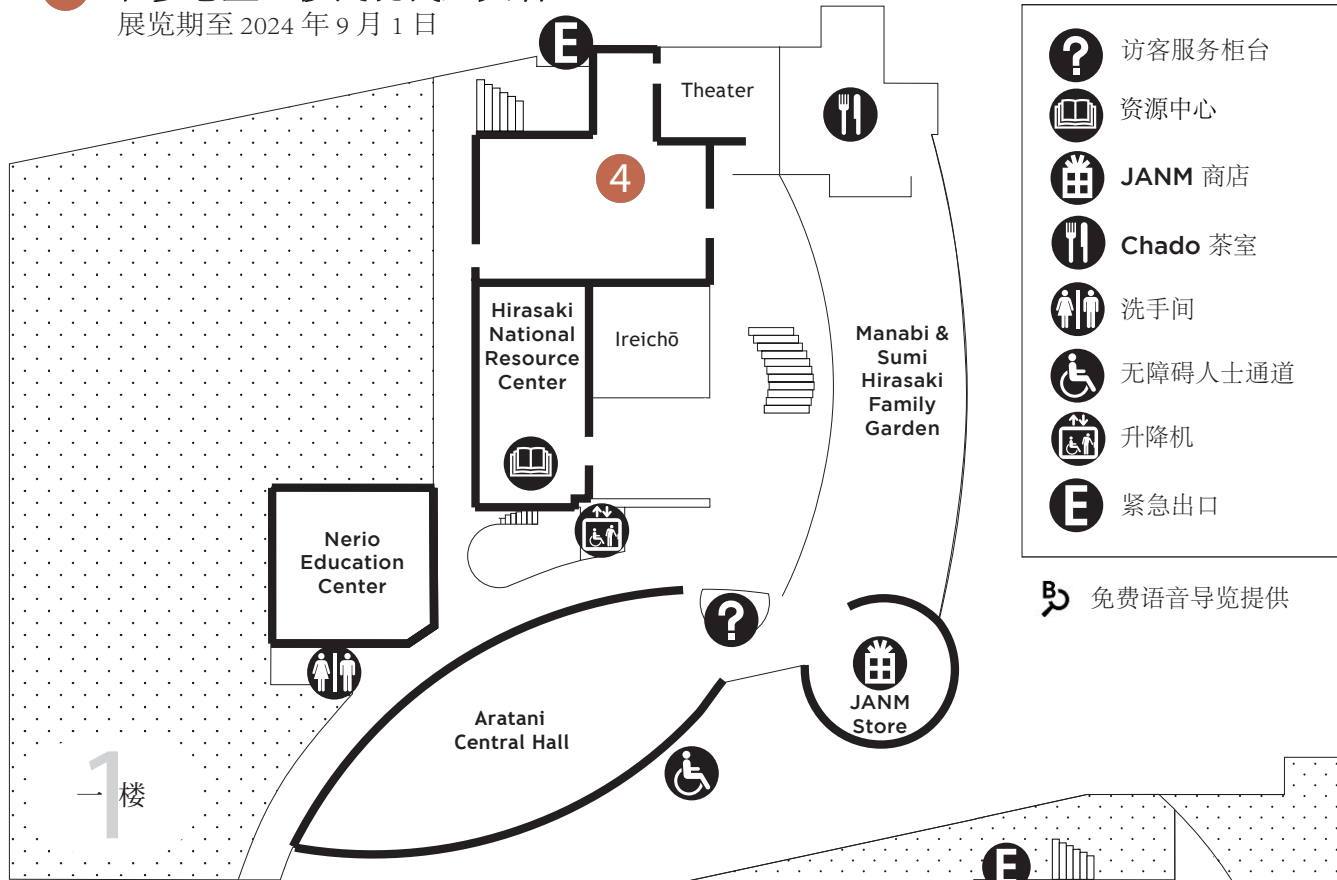 展览期至 2024 年 9 月 1 日
E
Theater
4
Hirasaki
National
Resource
Center
Ireichō
Manabi &
Sumi
Hirasaki
Family
Garden
Nerio
Education
Center
?
JANM
Store
Aratani
Central Hall
1
一楼
E
?
访客服务柜台
资源中心
JANM 商店
Chado 茶室
洗手间
无障碍人士通道
升降机
E
紧急出口
B
免费语音导览提供